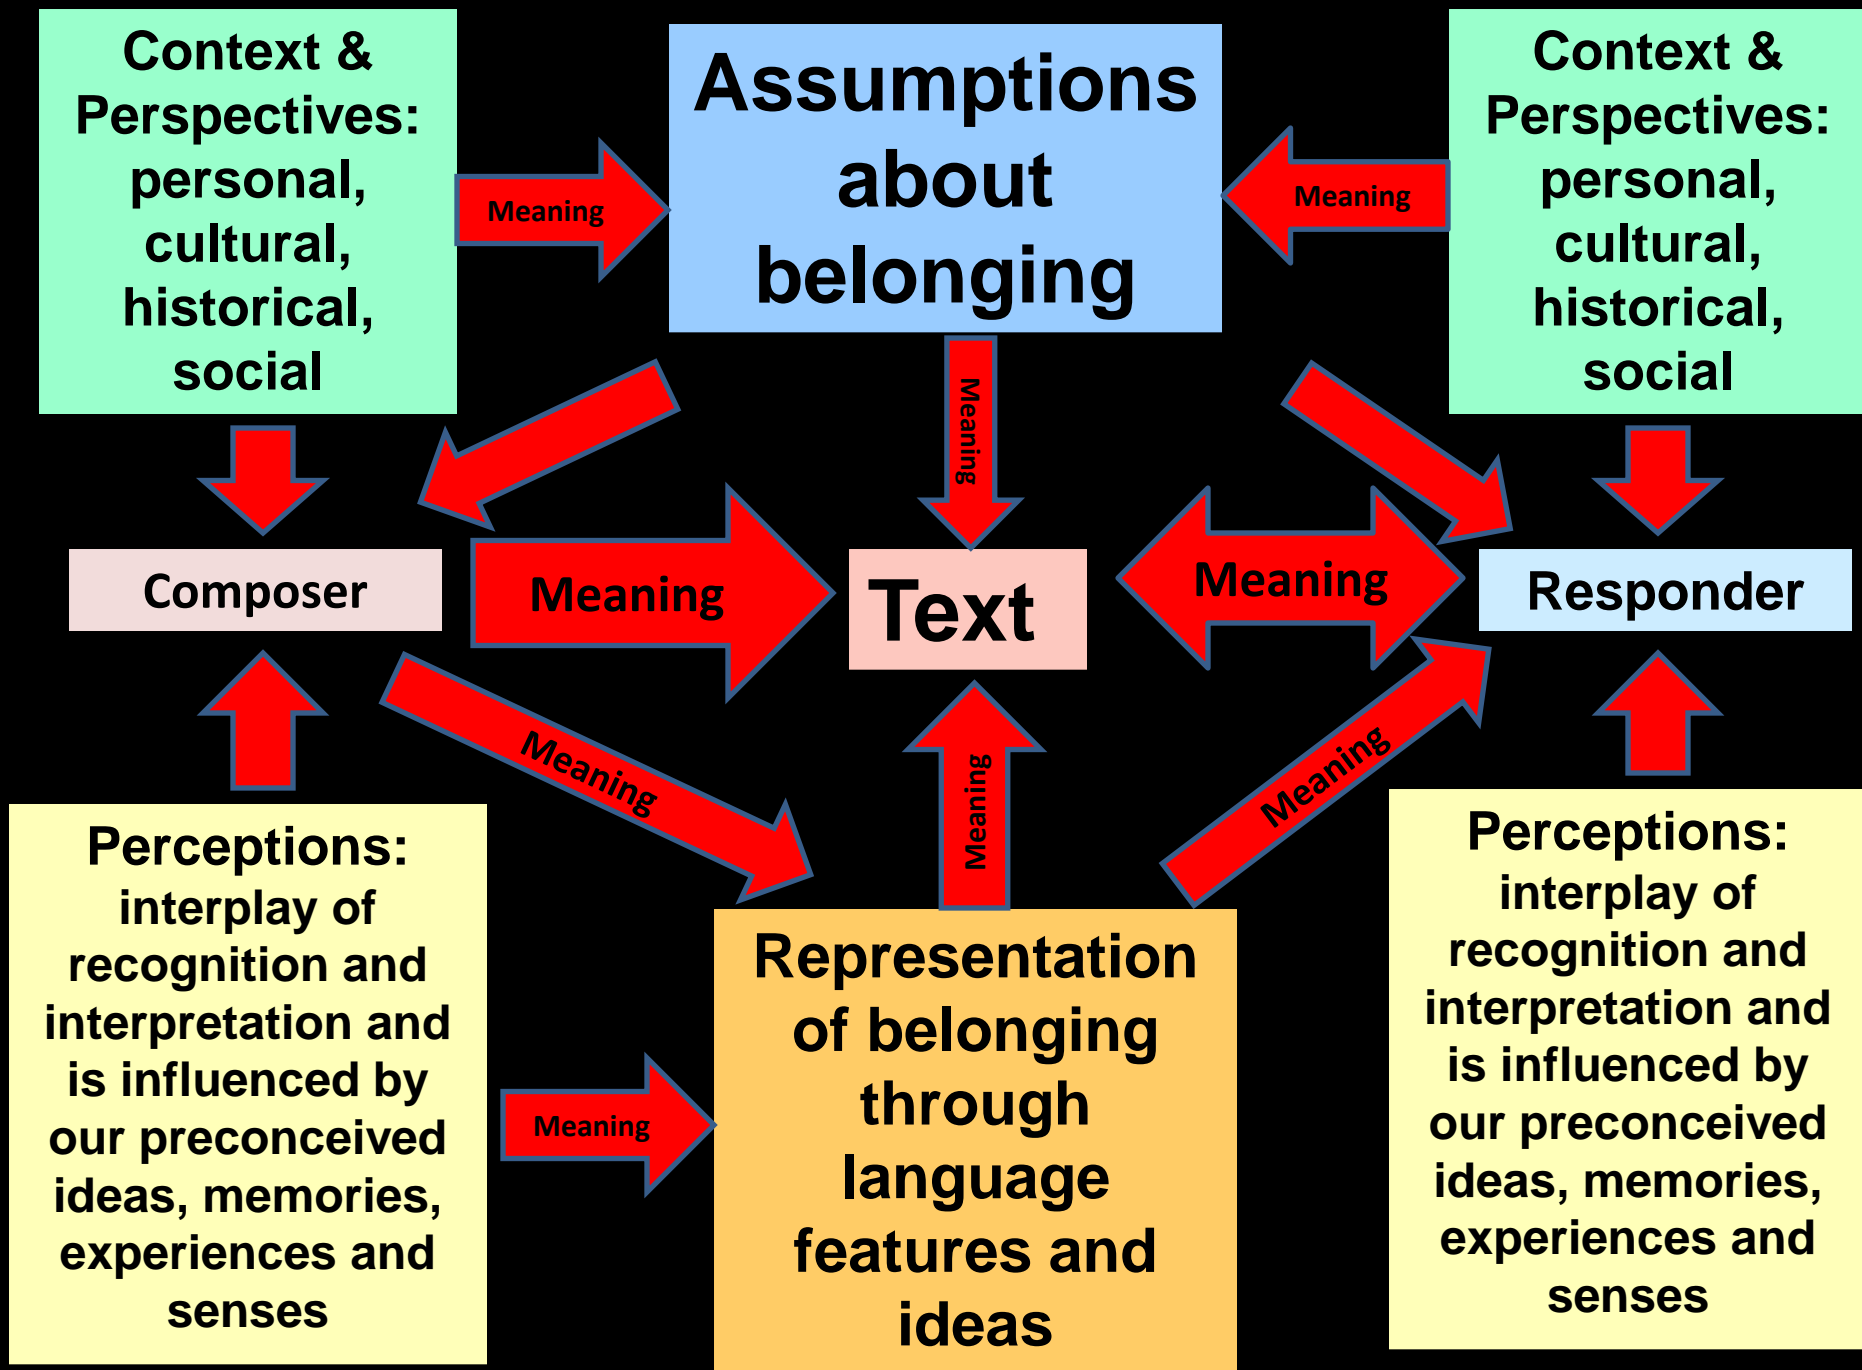 Context &
Perspectives:
personal,
cultural,
historical,
social
Meaning
Assumptions
about
belonging
Meaning
Context &
Perspectives:
personal,
cultural,
historical,
social
Meaning
Composer
Meaning
Text
Meaning
Responder
Meaning
Meaning
Meaning
Perceptions:
interplay of
recognition and
interpretation and
is influenced by
our preconceived
ideas, memories,
experiences and
senses
Meaning
Representation
of belonging
through
language
features and
ideas
Perceptions:
interplay of
recognition and
interpretation and
is influenced by
our preconceived
ideas, memories,
experiences and
senses